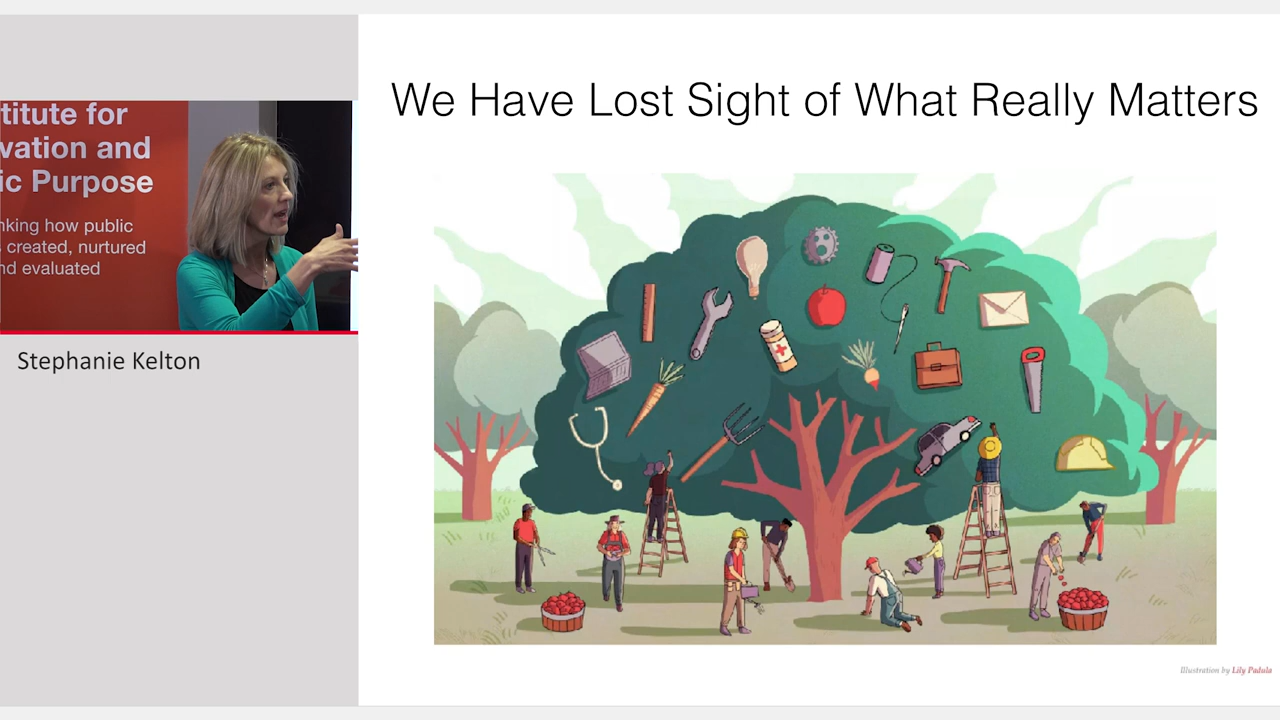 We Have Lost Sight of What Really Matters
titute for
vation and
ic Purpose
nking how public
created, nurtured
nd evaluated
Stephanie Kelton
Illustration by Lily Padula